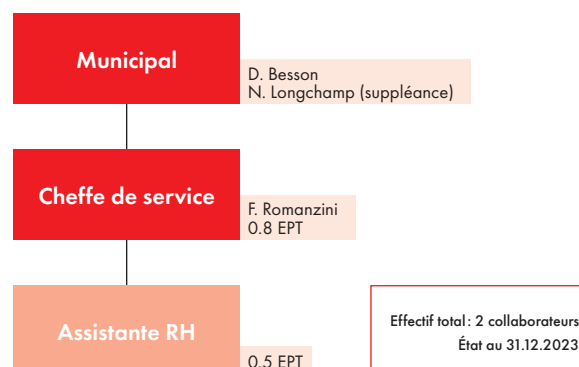 Municipal
D. Besson
N. Longchamp (suppléance)
Cheffe de service
F. Romanzini
0.8 EPT
Assistante RH
0.5 EPT
Effectif total : 2 collaborateurs
État au 31.12.2023